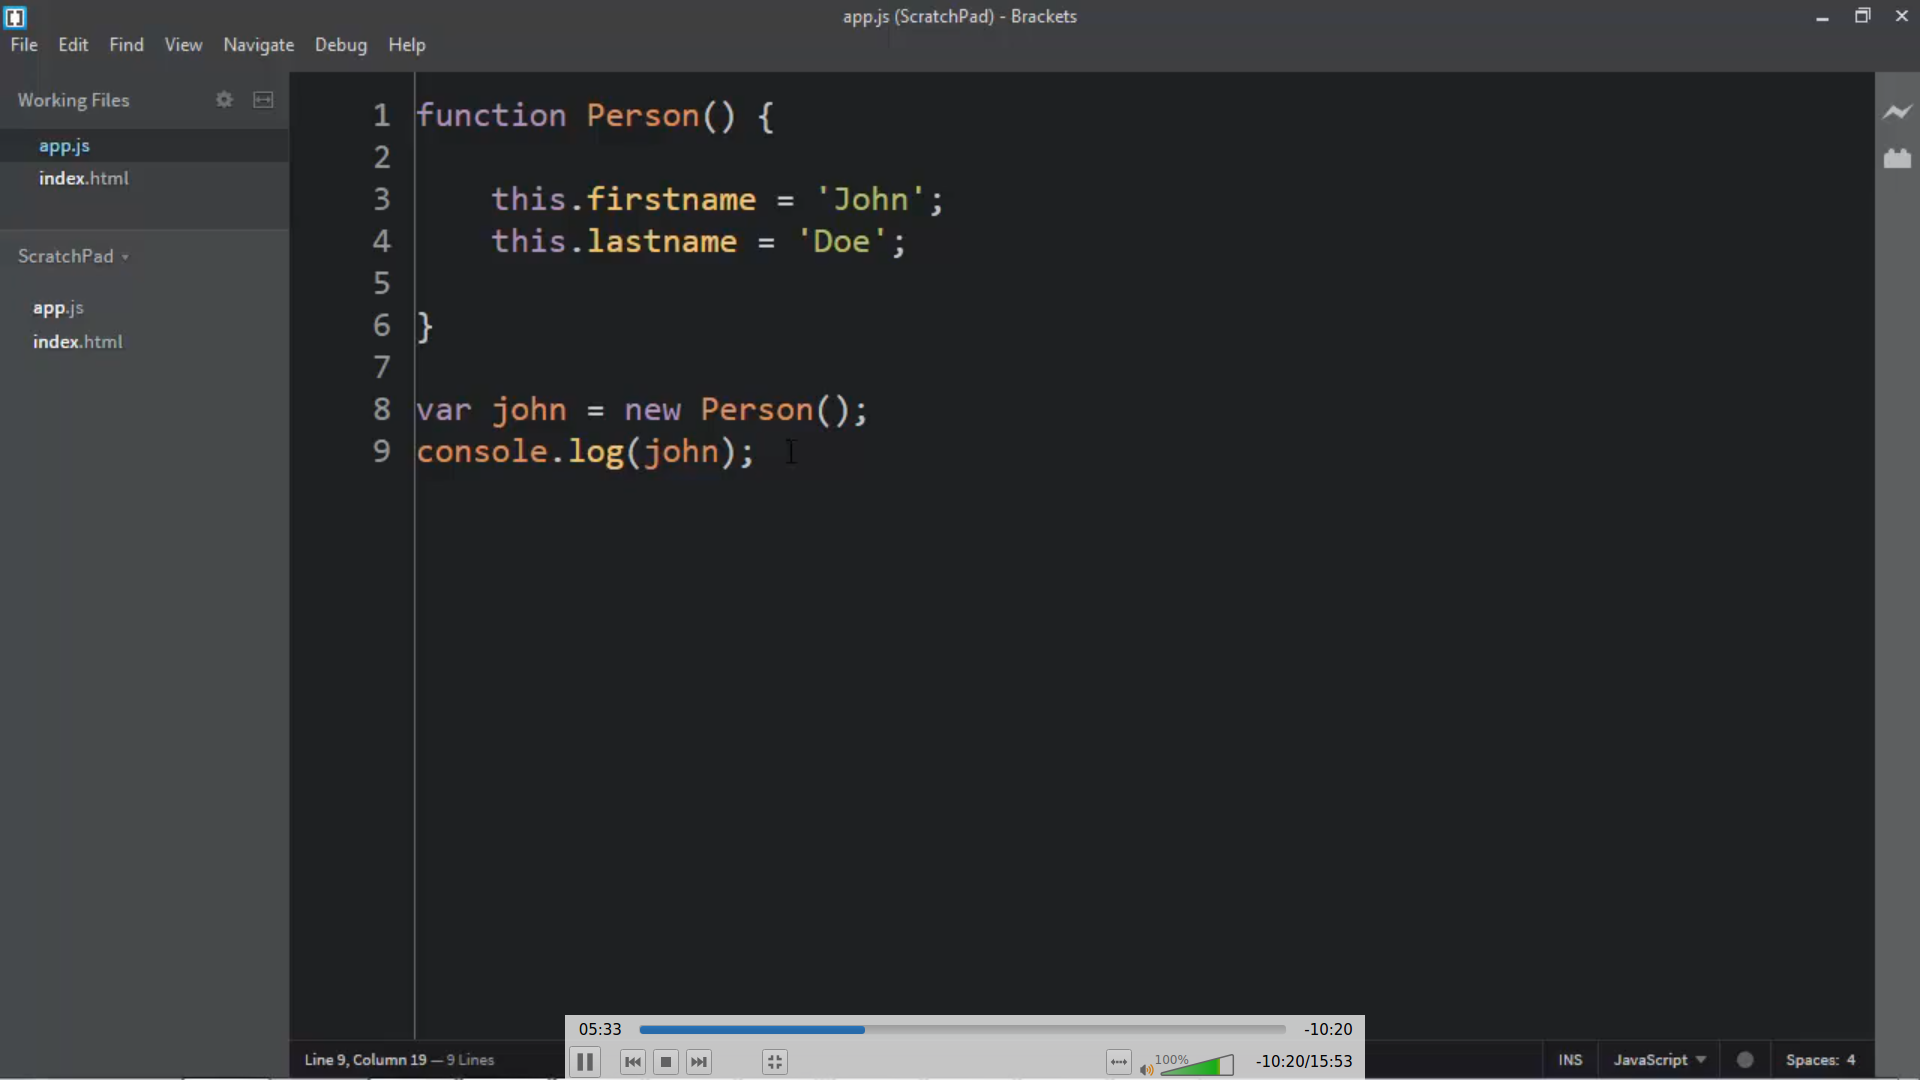 app.js (ScratchPad) - Brackets
File Edit Find View Navigate Debug Help
Working Files
app.js
index.html
ScratchPad
app.js
index.html
1 function Person() {
2
3     this.firstname = 'John';
4     this.lastname = 'Doe';
5
6 }
7
8 var john = new Person();
9 console.log(john);
05:33 -10:20
100% -10:20/15:53
Line 9, Column 19 — 9 Lines INS JavaScript Spaces: 4